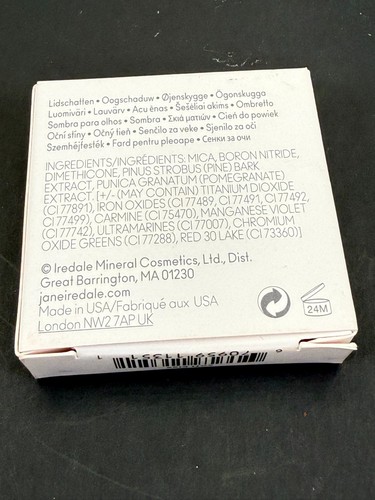 Lidschatten • Oogschaduw • Øjenskygge • Ögonskugga
Luomiväri • Lauvärv • Acu ēnas • Šešėliai akims • Ombretto
Sombra para olhos • Sombra • Σκιά ματιών • Cień do powiek
Oční stíny • Očný tieň • Senčilo za veke • Sjenilo za oči
Szemhéjfesték • Fard pentru pleoape • Сенки за очи
INGREDIENTS/INGRÉDIENTS: MICA, BORON NITRIDE,
DIMETHICONE, PINUS STROBUS (PINE) BARK
EXTRACT, PUNICA GRANATUM (POMEGRANATE)
EXTRACT. [+/- (MAY CONTAIN) TITANIUM DIOXIDE
(CI 77891), IRON OXIDES (CI 77489, CI 77491, CI 77492,
CI 77499), CARMINE (CI 75470), MANGANESE VIOLET
(CI 77742), ULTRAMARINES (CI 77007), CHROMIUM
OXIDE GREENS (CI 77288), RED 30 LAKE (CI 73360)]
© Iredale Mineral Cosmetics, Ltd., Dist.
Great Barrington, MA 01230
janeiredale.com
Made in USA/Fabriqué aux USA
London NW2 7AP UK
24M